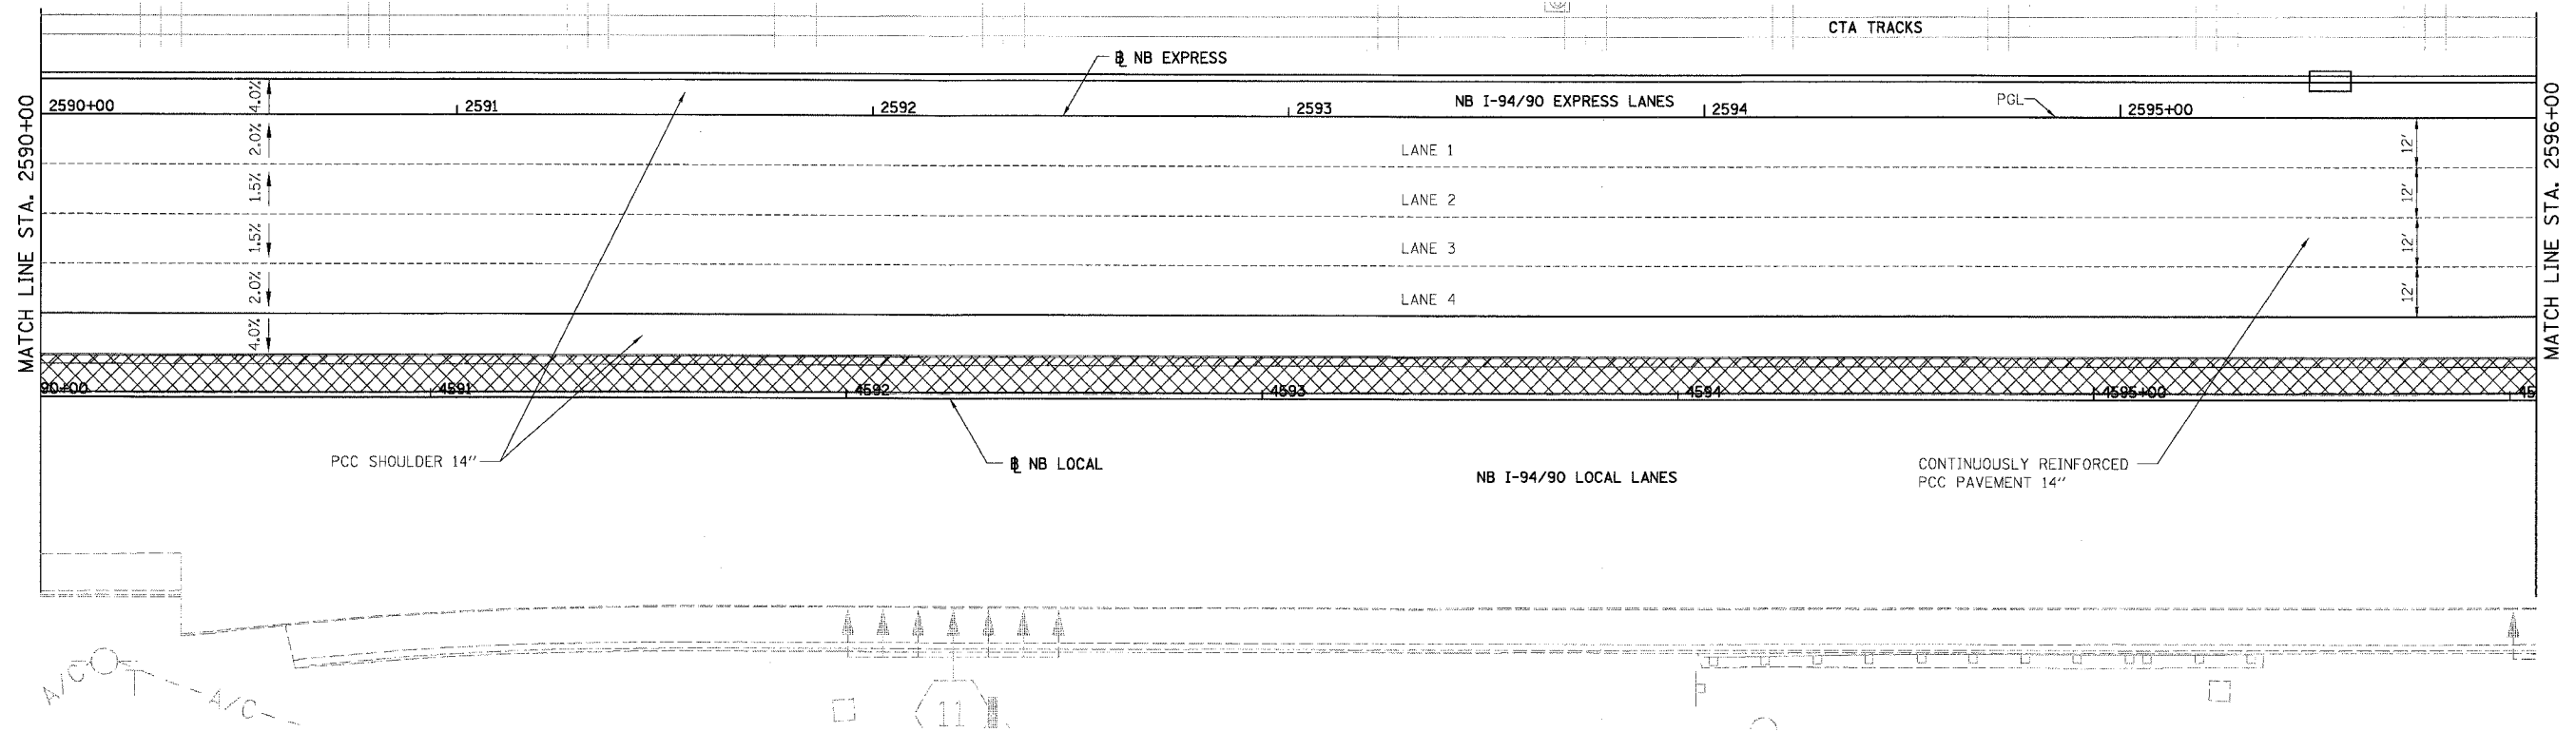 CTA TRACKS
℄ NB EXPRESS
MATCH LINE STA. 2590+00
MATCH LINE STA. 2596+00
4.0%
2590+00
2591
2592
2593
NB I-94/90 EXPRESS LANES
2594
PGL
2595+00
2.0%
LANE 1
12'
1.5%
LANE 2
12'
1.5%
LANE 3
12'
2.0%
LANE 4
12'
4.0%
90+00
4591
4592
4593
4594
4595+00
45
PCC SHOULDER 14"
℄ NB LOCAL
NB I-94/90 LOCAL LANES
CONTINUOUSLY REINFORCED
PCC PAVEMENT 14"
A/C
A/C
11